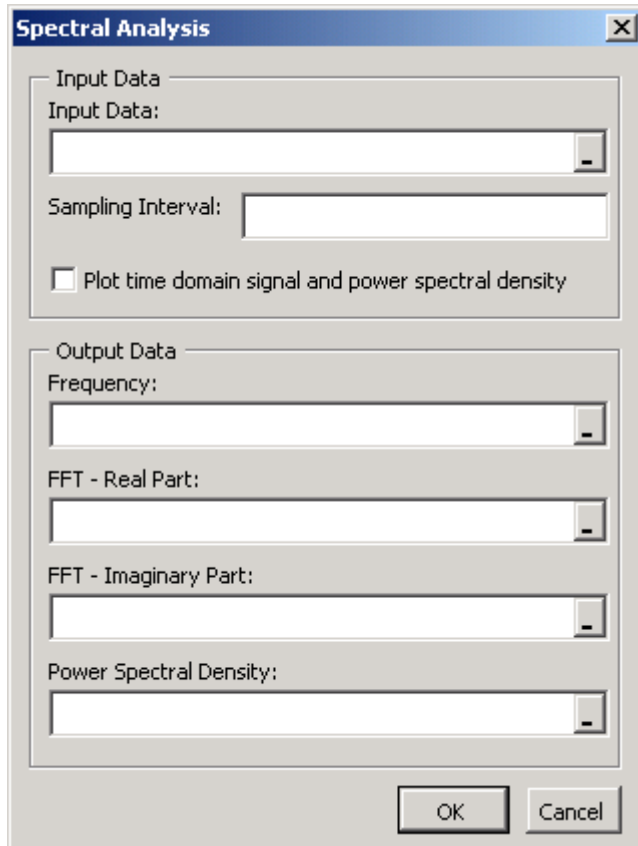 Spectral Analysis
Input Data
Input Data:
Sampling Interval:
Plot time domain signal and power spectral density
Output Data
Frequency:
FFT - Real Part:
FFT - Imaginary Part:
Power Spectral Density:
OK Cancel